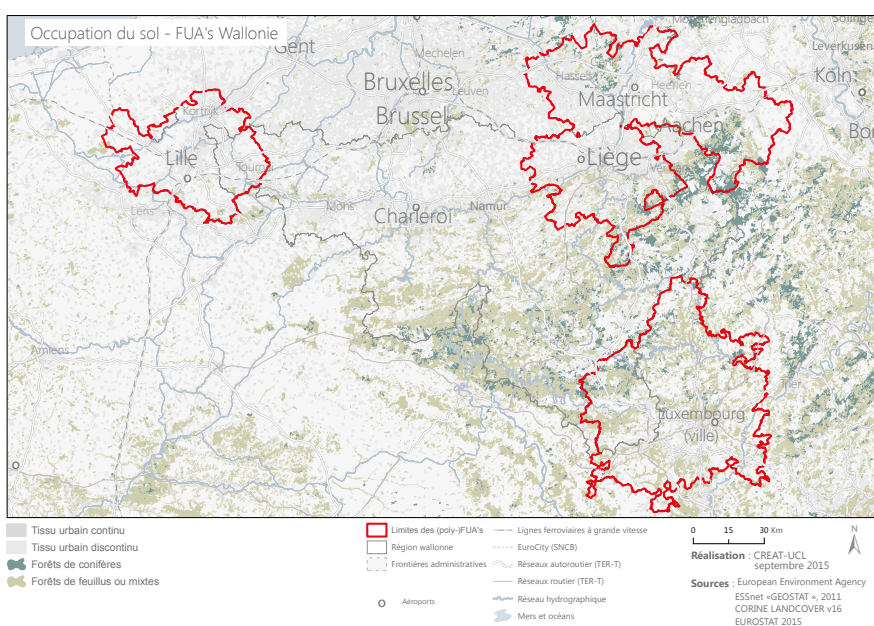 Occupation du sol - FUA's Wallonie
Gent
Mechelen
Leverkusen
Bruxelles
Brussel
Leuven
Hasselt
Heerlen
Köln
Maastricht
Kortrijk
Aachen
Lille
Tournai
Liège
Lens
Mons
Charleroi
Namur
Amiens
Trier
Luxembourg
(ville)
Tissu urbain continu
Tissu urbain discontinu
Forêts de conifères
Forêts de feuillus ou mixtes
Limites des (poly-)FUA's
Région wallonne
Frontières administratives
Aéroports
Lignes ferroviaires à grande vitesse
EuroCity (SNCB)
Réseaux autoroutier (TER-T)
Réseaux routier (TER-T)
Réseau hydrographique
Mers et océans
0 15 30 Km
N
Réalisation : CREAT-UCL
septembre 2015
Sources : European Environment Agency
ESSnet «GEOSTAT », 2011
CORINE LANDCOVER v16
EUROSTAT 2015